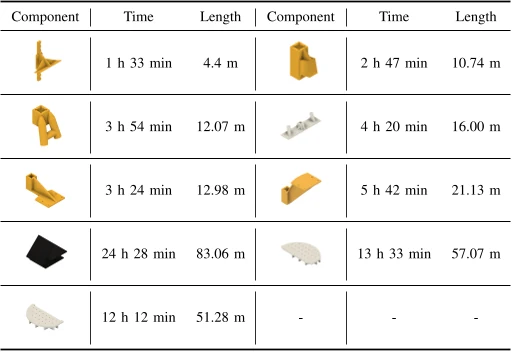 Component Time Length Component Time Length
1 h 33 min 4.4 m 2 h 47 min 10.74 m
3 h 54 min 12.07 m 4 h 20 min 16.00 m
3 h 24 min 12.98 m 5 h 42 min 21.13 m
24 h 28 min 83.06 m 13 h 33 min 57.07 m
12 h 12 min 51.28 m - - -